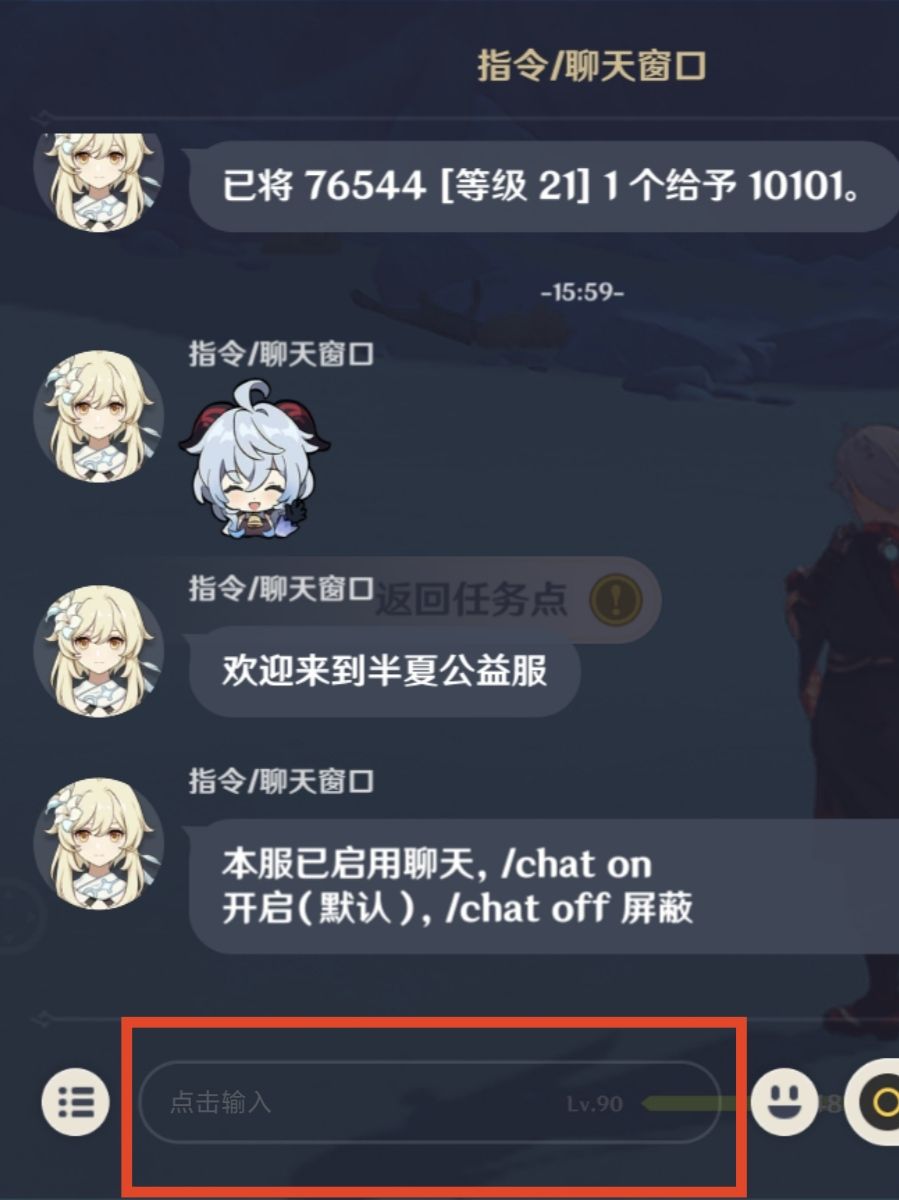 指令/聊天窗口
已将 76544 [等级 21] 1 个给予 10101。
-15:59-
指令/聊天窗口
指令/聊天窗口
返回任务点
欢迎来到半夏公益服
指令/聊天窗口
本服已启用聊天, /chat on
开启(默认), /chat off 屏蔽
点击输入
Lv.90